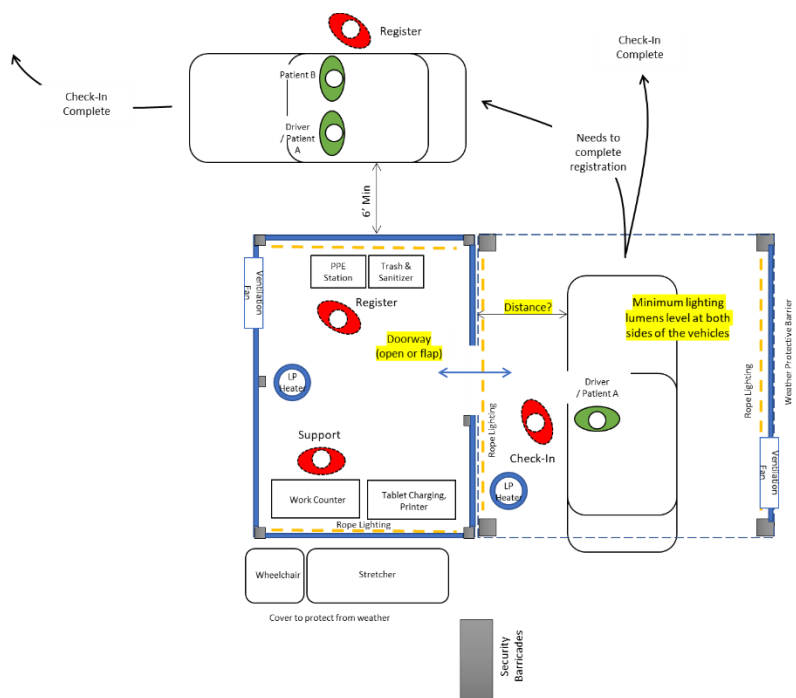 Register
Check-In
Complete
Patient B
Driver
/ Patient
A
Check-In
Complete
Needs to
complete
registration
6' Min
Ventilation
Fan
PPE
Station
Trash &
Sanitizer
Register
Doorway
(open or flap)
Distance?
Minimum lighting
lumens level at both
sides of the vehicles
Weather Protective Barrier
LP
Heater
Driver
/ Patient A
Rope Lighting
Rope Lighting
Support
Check-In
Ventilation
Fan
LP
Heater
Work Counter
Tablet Charging,
Printer
Rope Lighting
Wheelchair
Stretcher
Cover to protect from weather
Security
Barricades